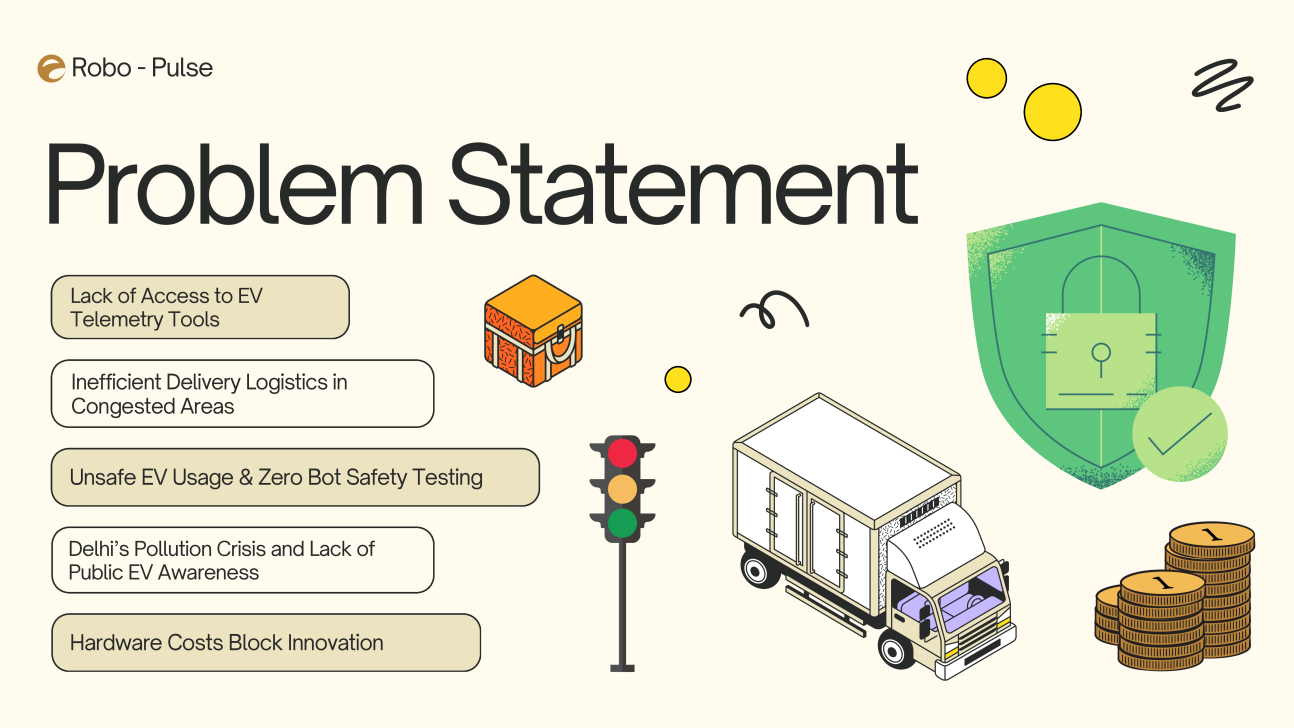 Robo - Pulse
Problem Statement
Lack of Access to EV
Telemetry Tools
Inefficient Delivery Logistics in
Congested Areas
Unsafe EV Usage & Zero Bot Safety Testing
Delhi's Pollution Crisis and Lack of
Public EV Awareness
Hardware Costs Block Innovation
1
1